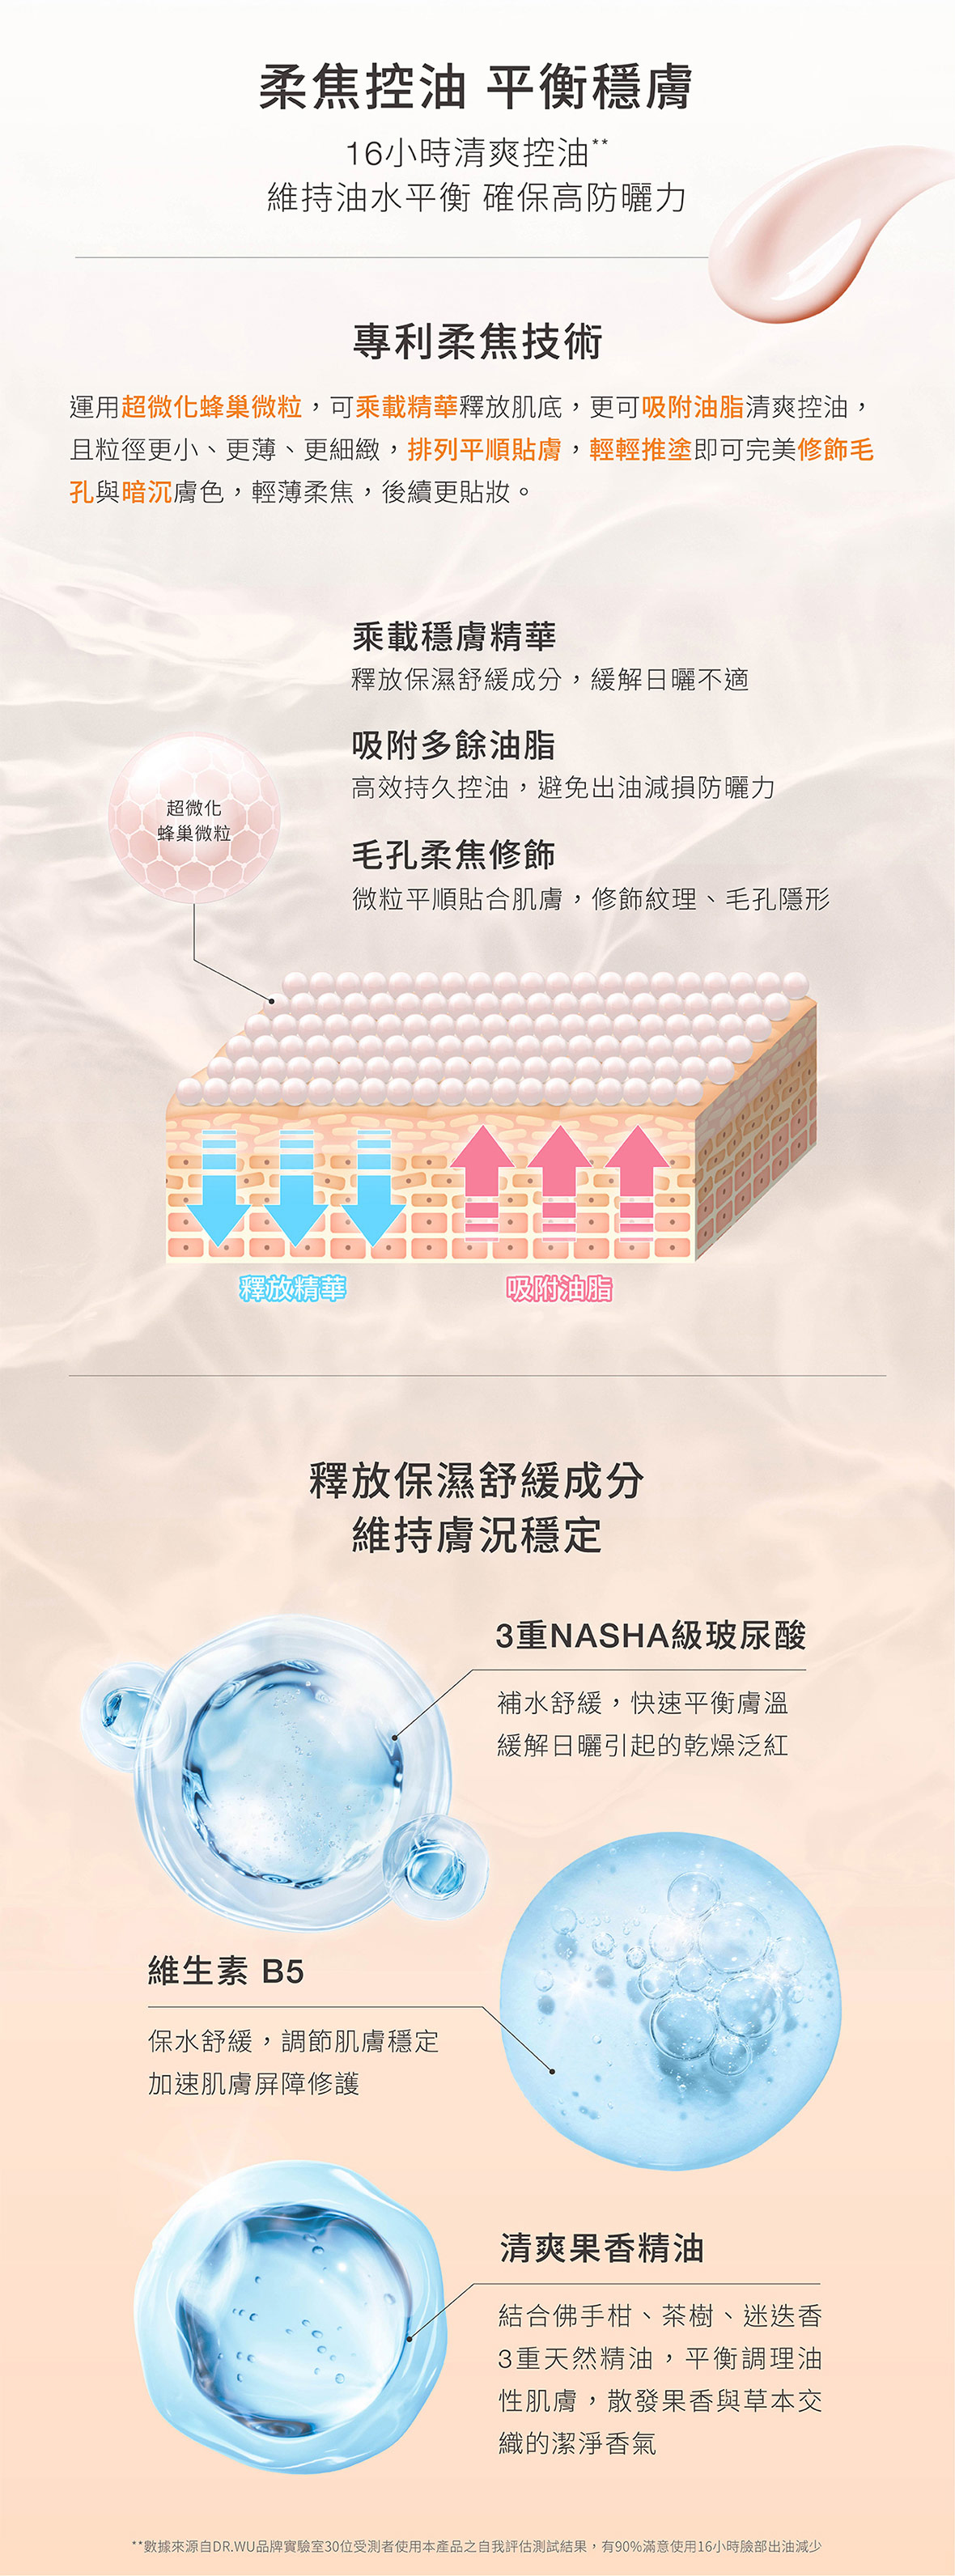 柔焦控油 平衡穩膚
16小時清爽控油**
維持油水平衡 確保高防曬力
專利柔焦技術
運用超微化蜂巢微粒，可乘載精華釋放肌底，更可吸附油脂清爽控油，
且粒徑更小、更薄、更細緻，排列平順貼膚，輕輕推塗即可完美修飾毛
孔與暗沉膚色，輕薄柔焦，後續更貼妝。
乘載穩膚精華
釋放保濕舒緩成分，緩解日曬不適
吸附多餘油脂
高效持久控油，避免出油減損防曬力
超微化
蜂巢微粒
毛孔柔焦修飾
微粒平順貼合肌膚，修飾紋理、毛孔隱形
釋放精華
吸附油脂
釋放保濕舒緩成分
維持膚況穩定
3重NASHA級玻尿酸
補水舒緩，快速平衡膚溫
緩解日曬引起的乾燥泛紅
維生素 B5
保水舒緩，調節肌膚穩定
加速肌膚屏障修護
清爽果香精油
結合佛手柑、茶樹、迷迭香
3重天然精油，平衡調理油
性肌膚，散發果香與草本交
織的潔淨香氣
**數據來源自DR.WU品牌實驗室30位受測者使用本產品之自我評估測試結果，有90%滿意使用16小時臉部出油減少